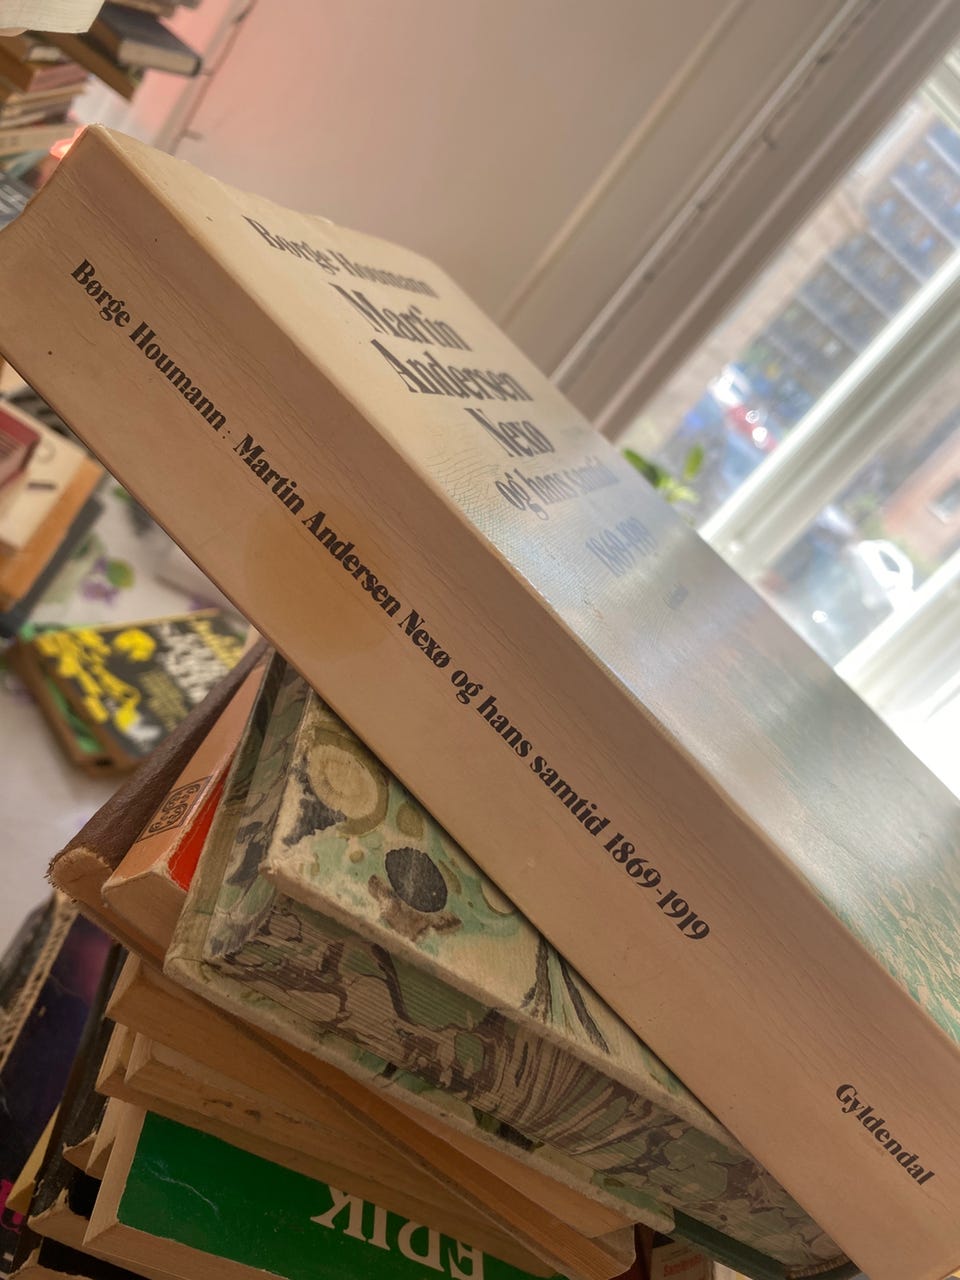 Børge Houmann
Martin
Andersen
Nexø
og hans samtid
1869-1919
Børge Houmann: Martin Andersen Nexø og hans samtid 1869-1919
Gyldendal
ERIK